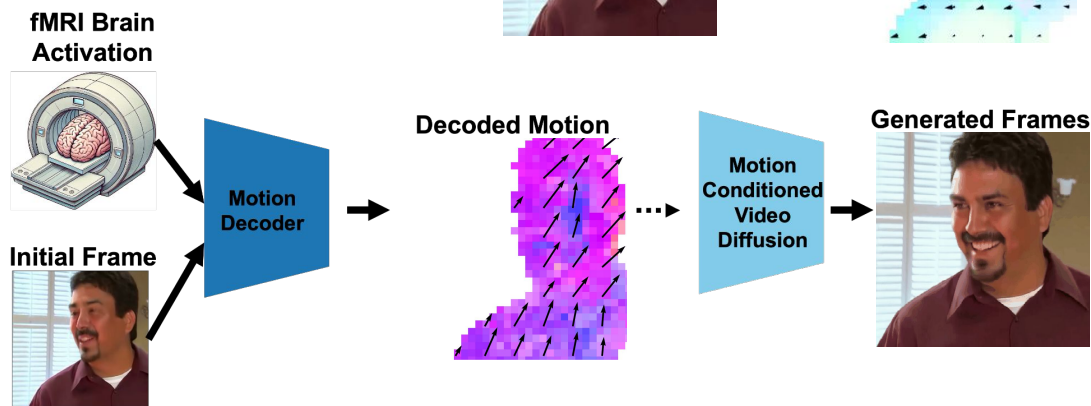 fMRI Brain
Activation
Initial Frame
Motion
Decoder
Decoded Motion
Motion
Conditioned
Video
Diffusion
Generated Frames